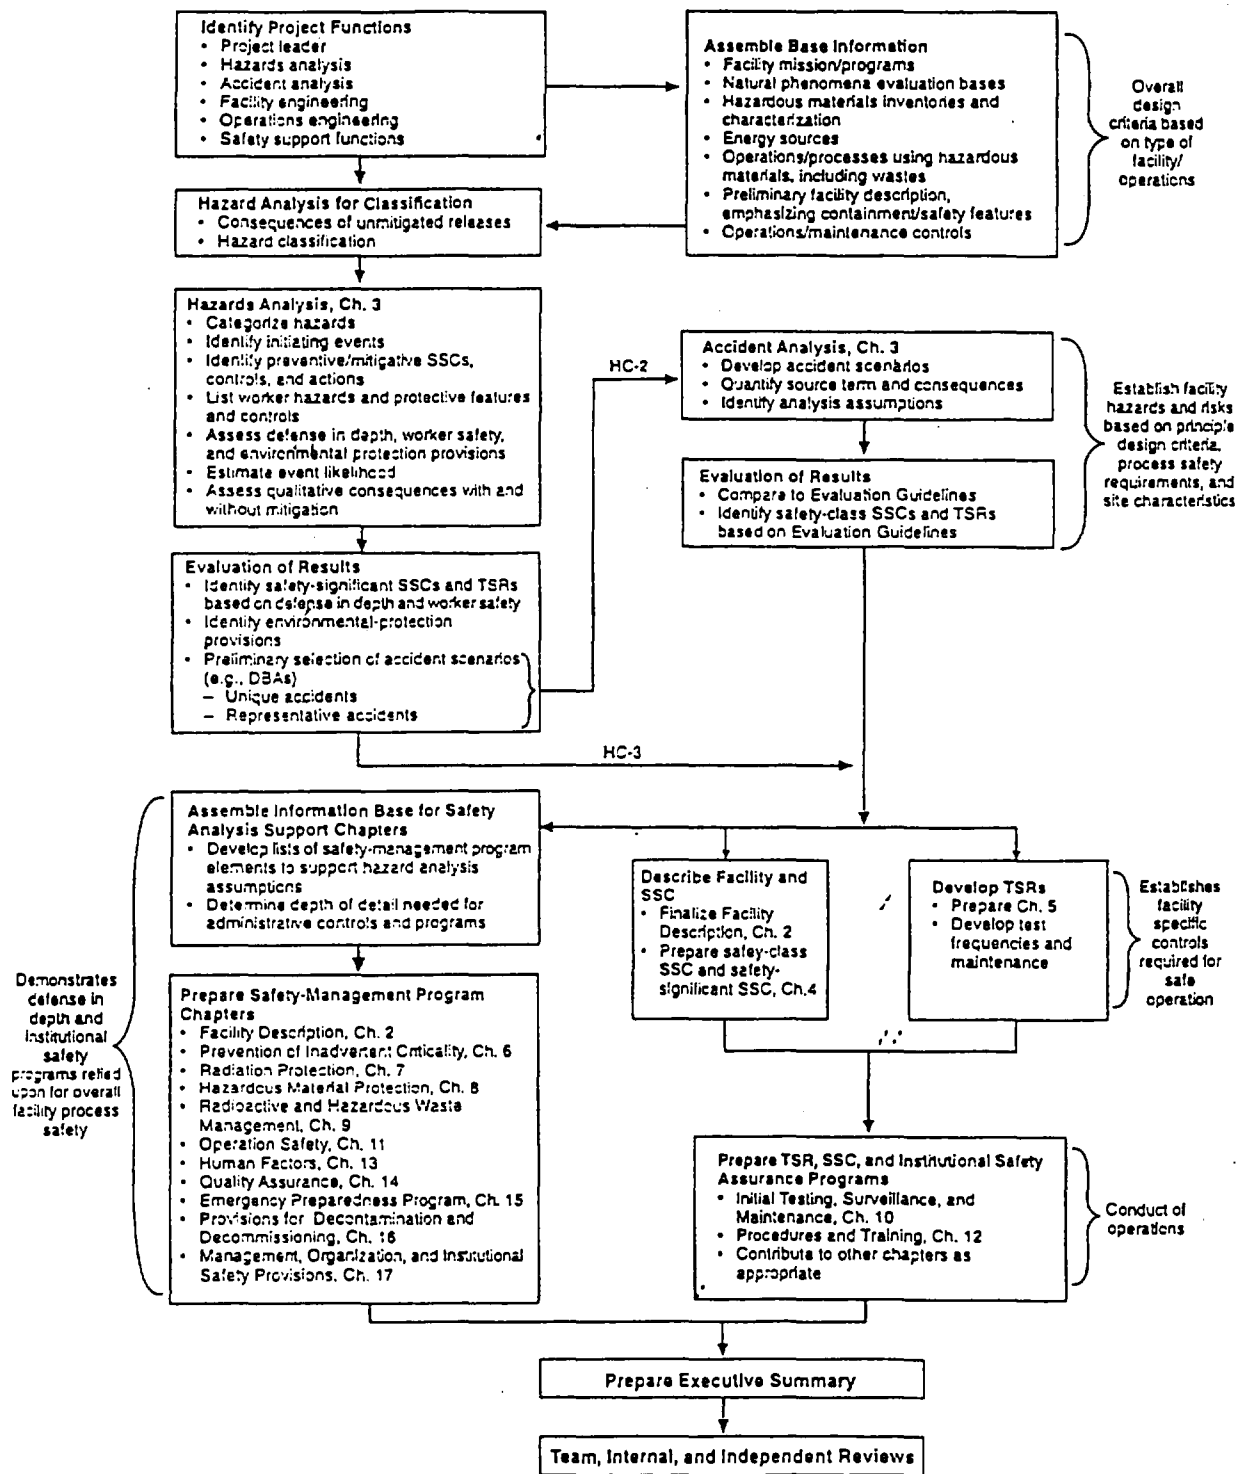 Identify Project Functions
• Project leader
• Hazards analysis
• Accident analysis
• Facility engineering
• Operations engineering
• Safety support functions
Assemble Base Information
• Facility mission/programs
• Natural phenomena evaluation bases
• Hazardous materials inventories and
characterization
• Energy sources
• Operations/processes using hazardous
materials, including wastes
• Preliminary facility description,
emphasizing containment/safety features
• Operations/maintenance controls
Overall
design
criteria based
on type of
facility/
operations
Hazard Analysis for Classification
• Consequences of unmitigated releases
• Hazard classification
Hazards Analysis, Ch. 3
• Categorize hazards
• Identify initiating events
• Identify preventive/mitigative SSCs,
controls, and actions
• List worker hazards and protective features
and controls
• Assess defense in depth, worker safety,
and environmental protection provisions
• Estimate event likelihood
• Assess qualitative consequences with and
without mitigation
HC-2
Accident Analysis, Ch. 3
• Develop accident scenarios
• Quantify source term and consequences
• Identify analysis assumptions
Evaluation of Results
• Compare to Evaluation Guidelines
• Identify safety-class SSCs and TSRs
based on Evaluation Guidelines
Establish facility
hazards and risks
based on principle
design criteria,
process safety
requirements, and
site characteristics
Evaluation of Results
• Identify safety-significant SSCs and TSRs
based on defense in depth and worker safety
• Identify environmental-protection
provisions
• Preliminary selection of accident scenarios
(e.g., DBAs)
– Unique accidents
– Representative accidents
HC-3
Assemble Information Base for Safety
Analysis Support Chapters
• Develop lists of safety-management program
elements to support hazard analysis
assumptions
• Determine depth of detail needed for
administrative controls and programs
Describe Facility and
SSC
• Finalize Facility
Description, Ch. 2
• Prepare safey-class
SSC and safety-
significant SSC, Ch.4
Develop TSRs
• Prepare Ch. 5
• Develop test
frequencies and
maintenance
Establishes
facility
specific
controls
required for
safe
operation
Demonstrates
defense in
depth and
institutional
safety
programs relied
upon for overall
facility process
safety
Prepare Safety-Management Program
Chapters
• Facility Description, Ch. 2
• Prevention of Inadvertent Criticality, Ch. 6
• Radiation Protection, Ch. 7
• Hazardous Material Protection, Ch. 8
• Radioactive and Hazardous Waste
Management, Ch. 9
• Operation Safety, Ch. 11
• Human Factors, Ch. 13
• Quality Assurance, Ch. 14
• Emergency Preparedness Program, Ch. 15
• Provisions for Decontamination and
Decommissioning, Ch. 16
• Management, Organization, and Institutional
Safety Provisions, Ch. 17
Prepare TSR, SSC, and Institutional Safety
Assurance Programs
• Initial Testing, Surveillance, and
Maintenance, Ch. 10
• Procedures and Training, Ch. 12
• Contribute to other chapters as
appropriate
Conduct of
operations
Prepare Executive Summary
Team, Internal, and Independent Reviews